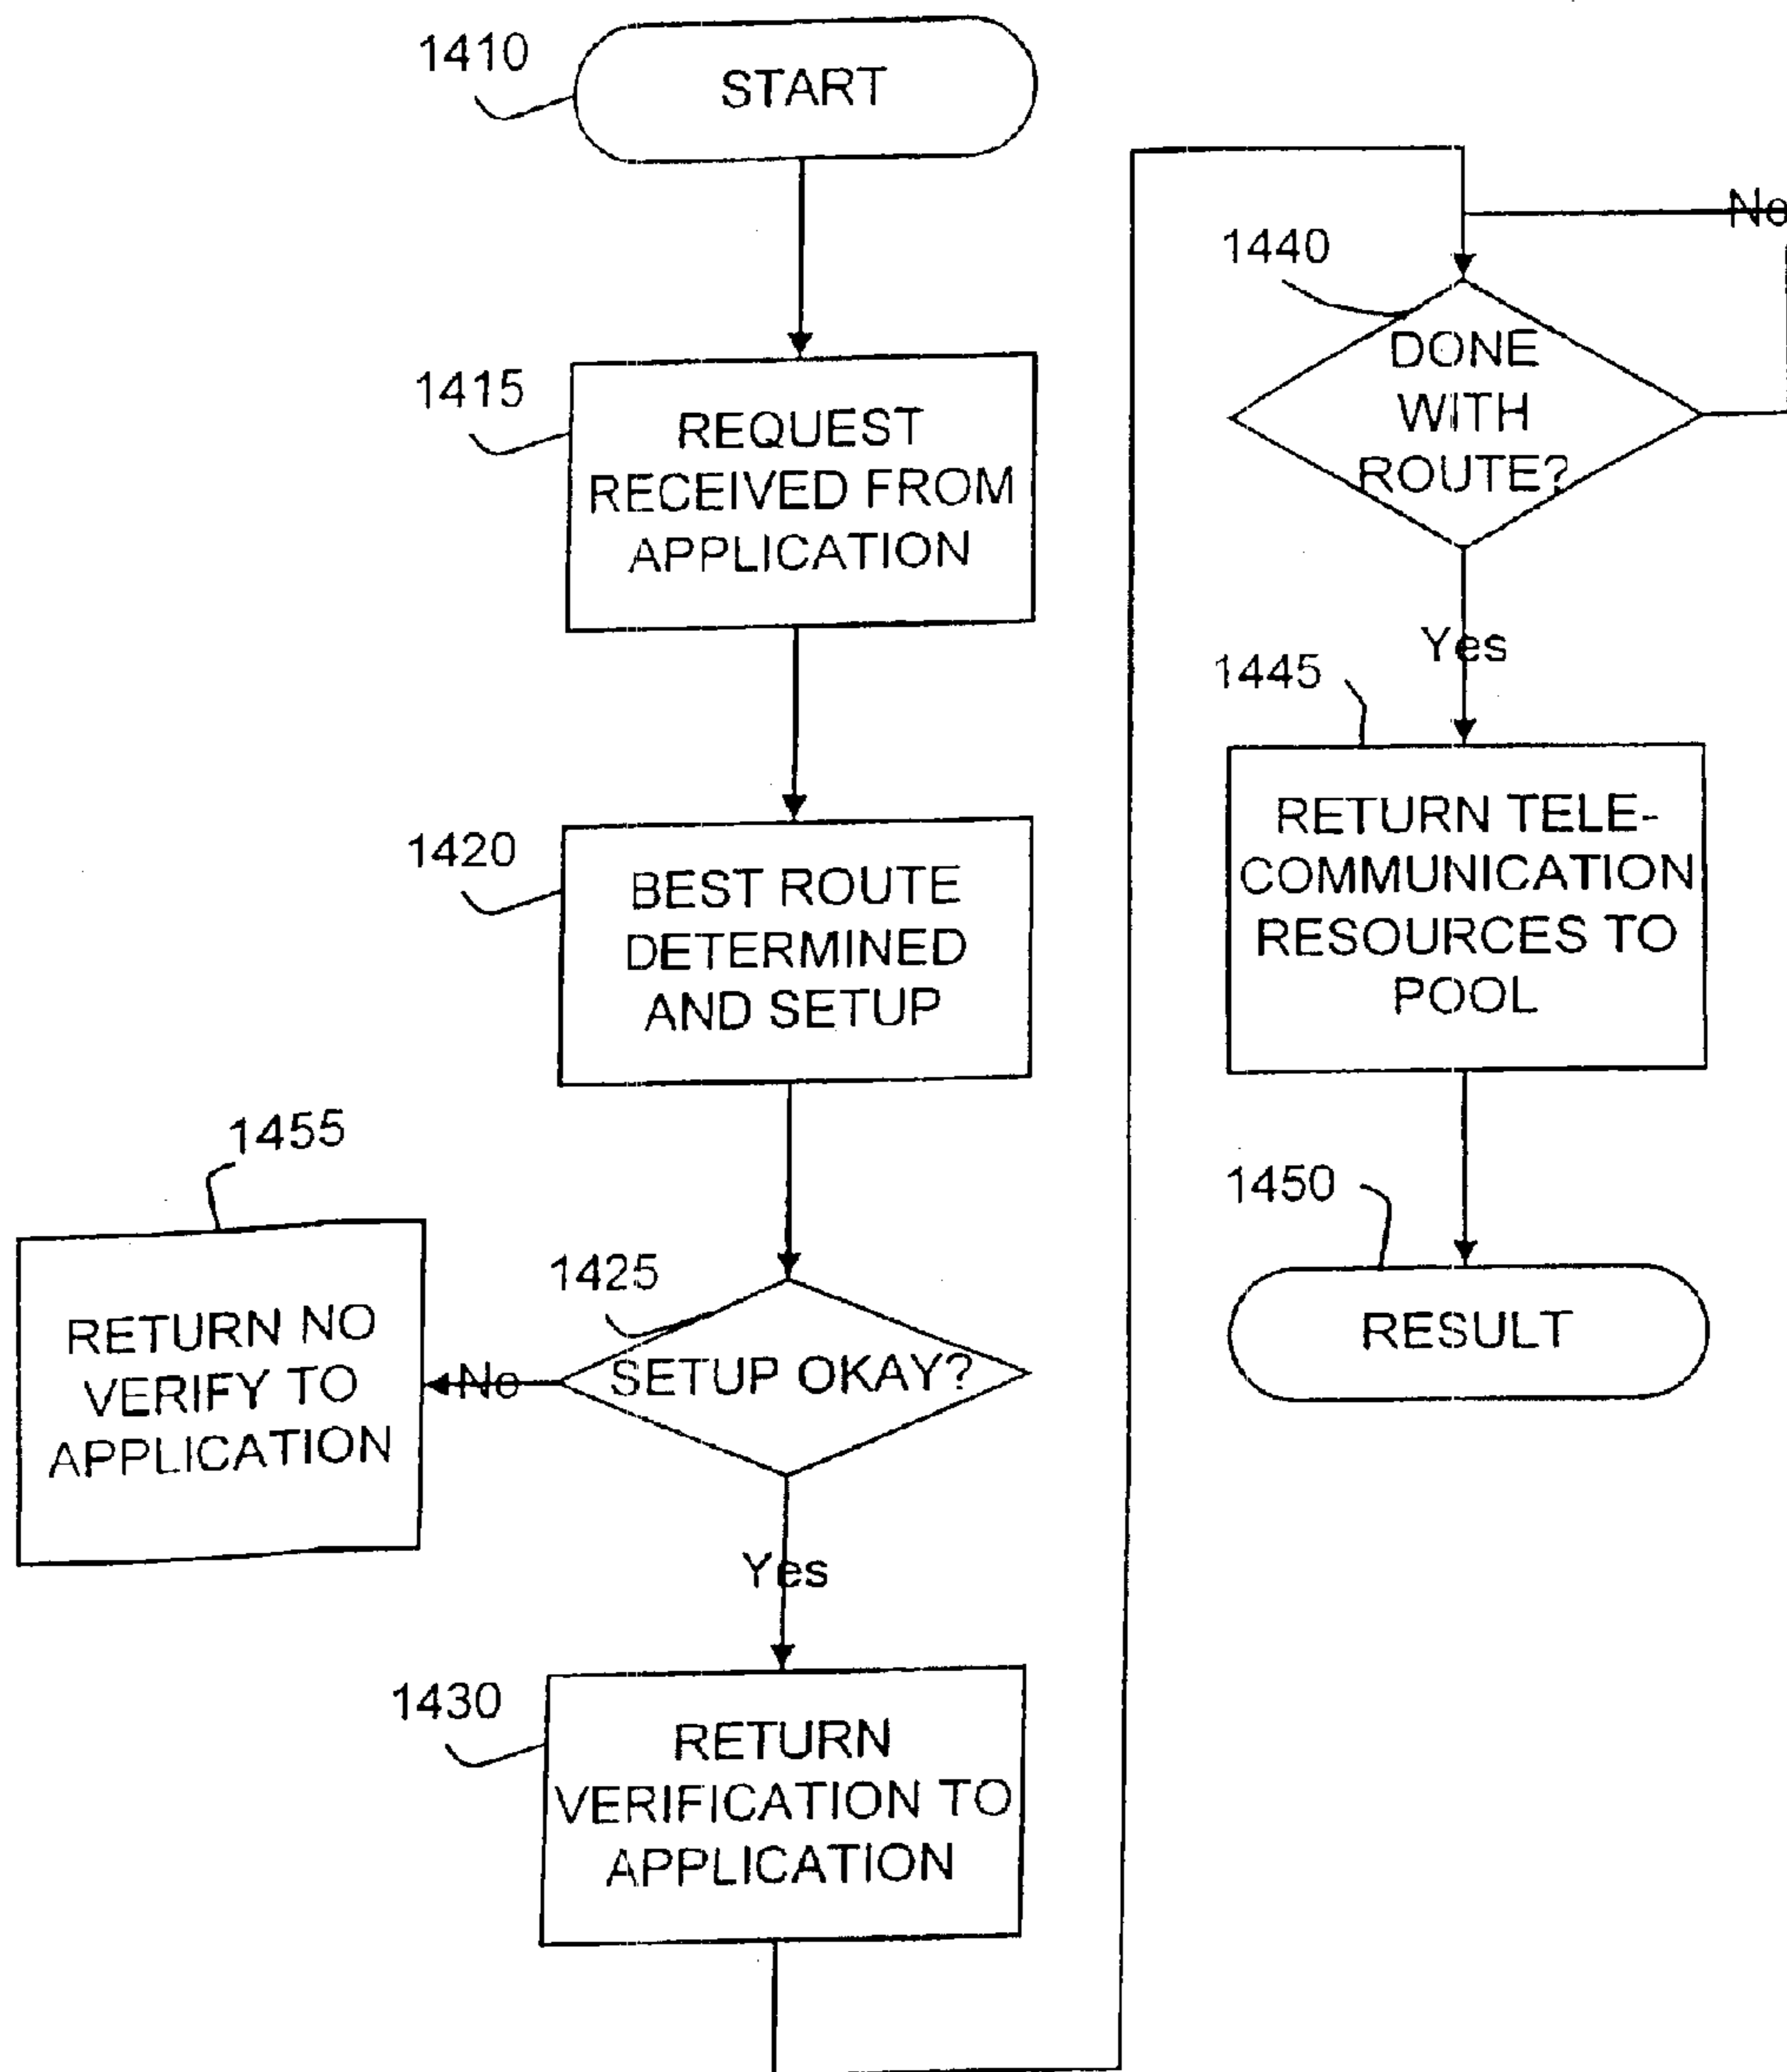 1410
START
1415
REQUEST
RECEIVED FROM
APPLICATION
1420
BEST ROUTE
DETERMINED
AND SETUP
1455
RETURN NO
VERIFY TO
APPLICATION
1425
SETUP OKAY?
No
Yes
1430
RETURN
VERIFICATION TO
APPLICATION
No
1440
DONE
WITH
ROUTE?
Yes
1445
RETURN TELE-
COMMUNICATION
RESOURCES TO
POOL
1450
RESULT